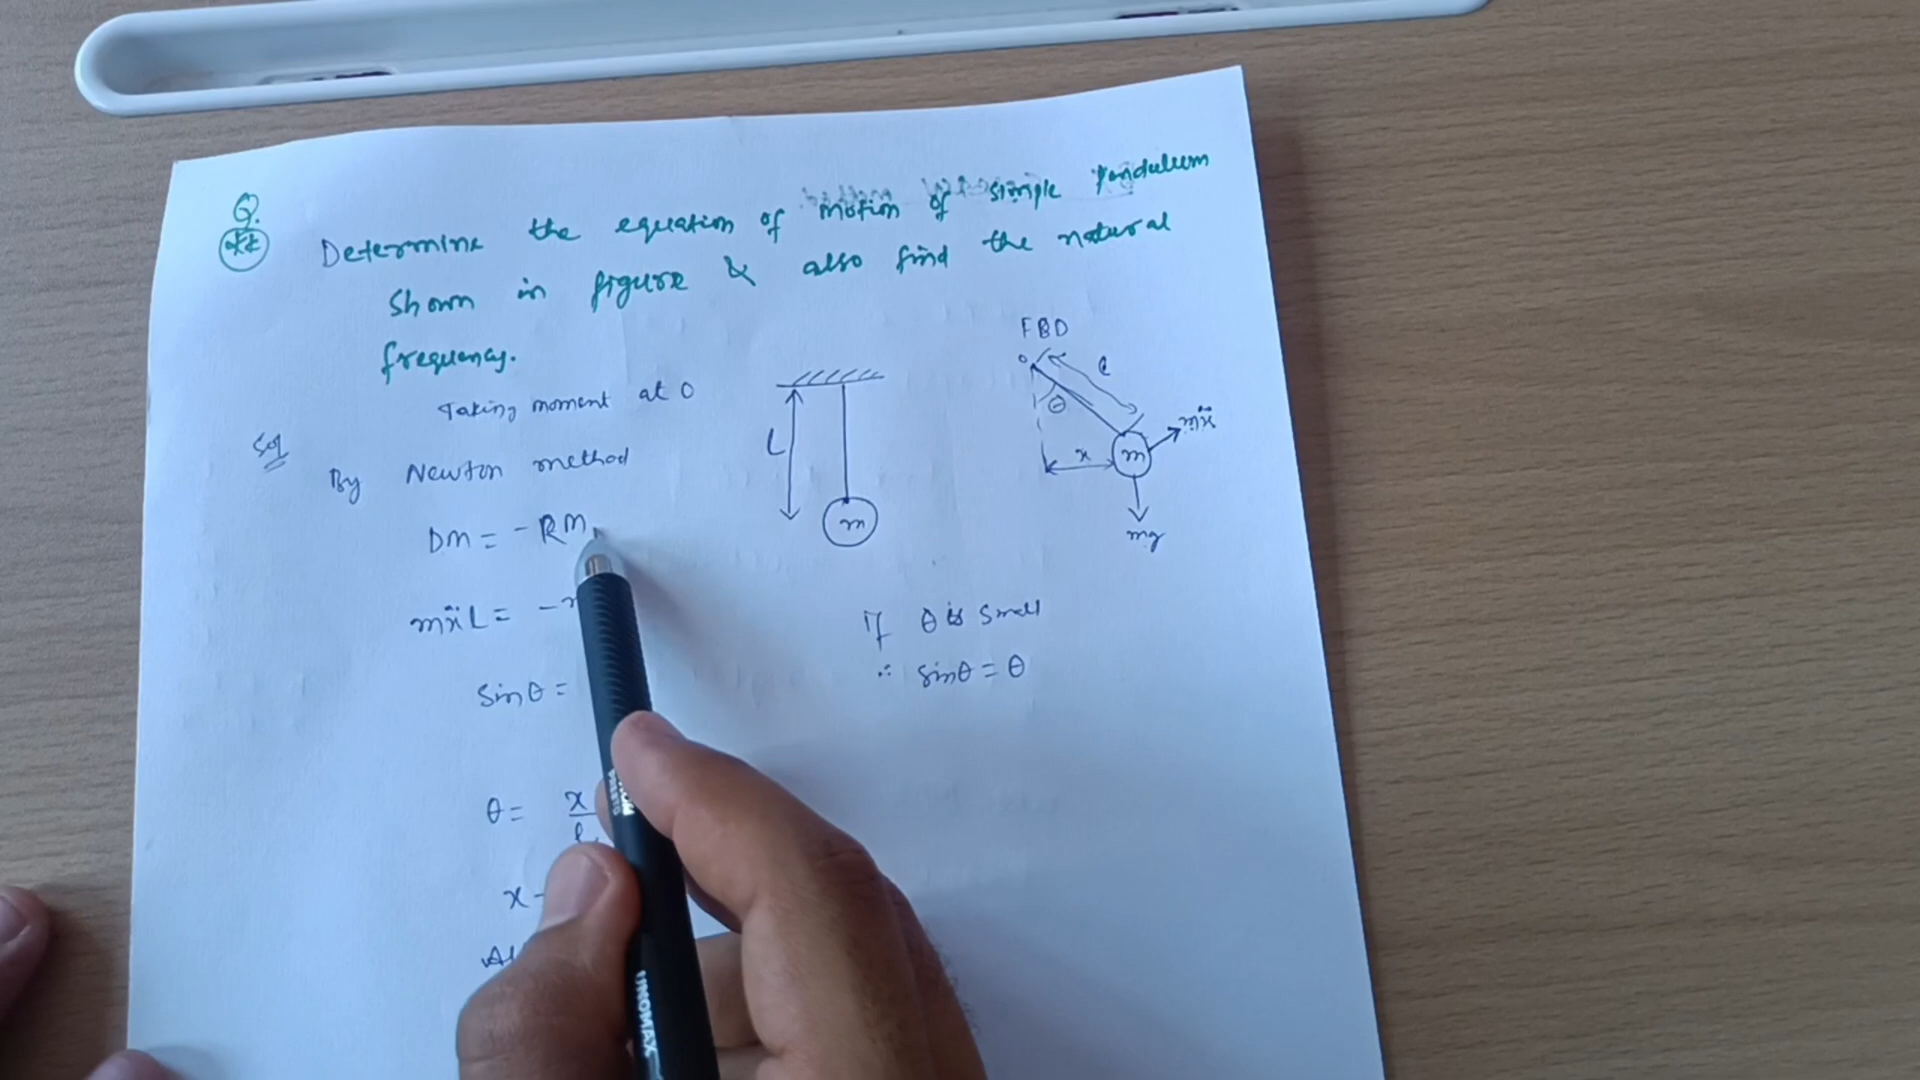 Q.
**
Determine the equation of motion of simple pendulum
shown in figure & also find the natural
frequency.
Taking moment at O
Sol
By Newton method
DM = -RM
mẍL = -
sinθ =
θ = x/l
x
L
m
FBD
O
l
θ
x
m
mẍ
mg
If θ is small
∴ sinθ = θ
UNOMAX